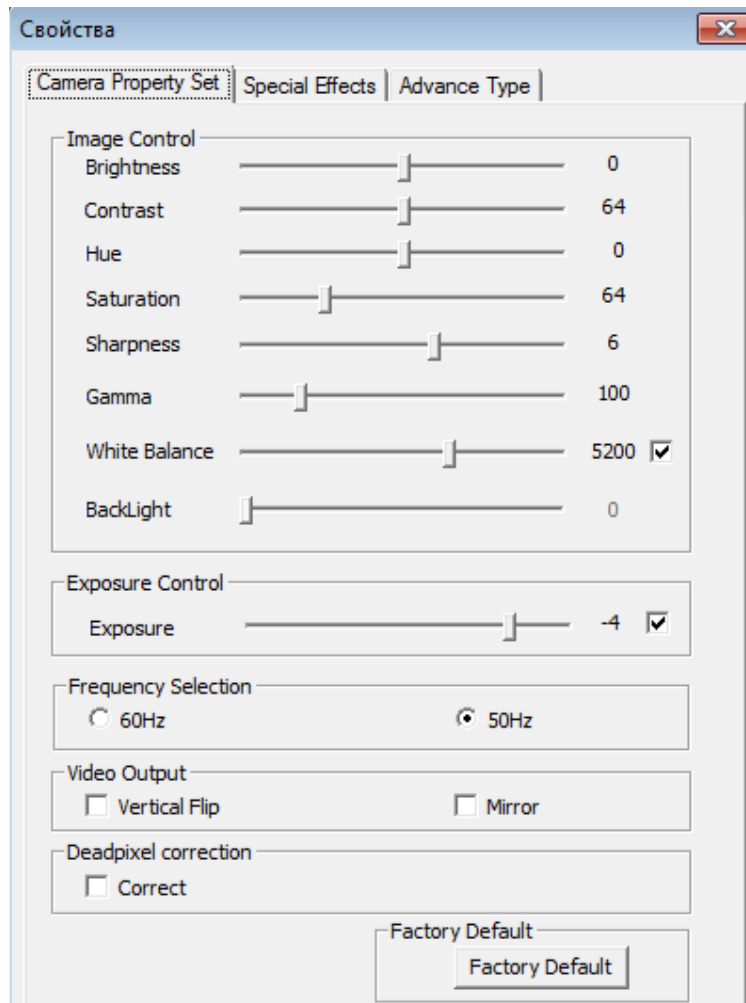 Свойства
Camera Property Set Special Effects Advance Type
Image Control
Brightness 0
Contrast 64
Hue 0
Saturation 64
Sharpness 6
Gamma 100
White Balance 5200
BackLight 0
Exposure Control
Exposure -4
Frequency Selection
60Hz 50Hz
Video Output
Vertical Flip Mirror
Deadpixel correction
Correct
Factory Default
Factory Default